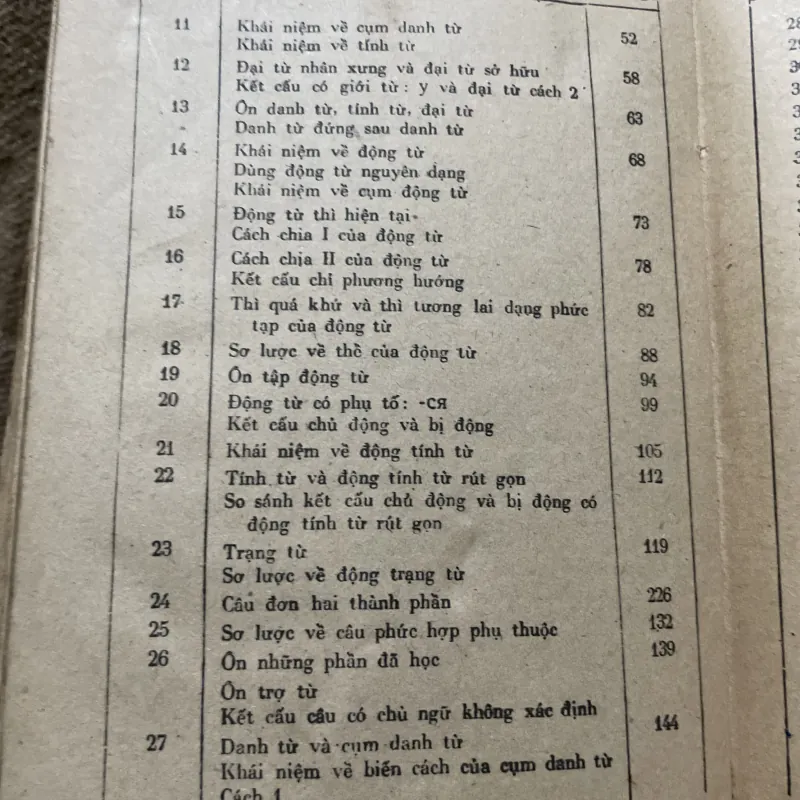 11 Khái niệm về cụm danh từ
Khái niệm về tính từ 52
12 Đại từ nhân xưng và đại từ sở hữu
Kết cấu có giới từ : y và đại từ cách 2 58
13 Ôn danh từ, tính từ, đại từ
Danh từ đứng sau danh từ 63
14 Khái niệm về động từ
Dùng động từ nguyên dạng 68
Khái niệm về cụm động từ
15 Động từ thì hiện tại
Cách chia I của động từ 73
16 Cách chịa II của động từ
Kết cấu chỉ phương hướng 78
17 Thì quá khứ và thì tương lai dạng phức 82
tạp của động từ
18 Sơ lược về thể của động từ 88
19 Ôn tập động từ 94
20 Động từ có phụ tố: -СЯ 99
Kết cấu chủ động và bị động
21 Khái niệm về động tính từ 105
22 Tính từ và động tính từ rút gọn 112
So sánh kết cấu chủ động và bị động có
động tính từ rút gọn
23 Trạng từ 119
Sơ lược về động trạng từ
24 Câu đơn hai thành phần 226
25 Sơ lược về câu phức hợp phụ thuộc 132
26 Ôn những phần đã học 139
Ôn trợ từ
Kết cấu câu có chủ ngữ không xác định
27 Danh từ và cụm danh từ 144
Khái niệm về biến cách của cụm danh từ
Cách 1
28